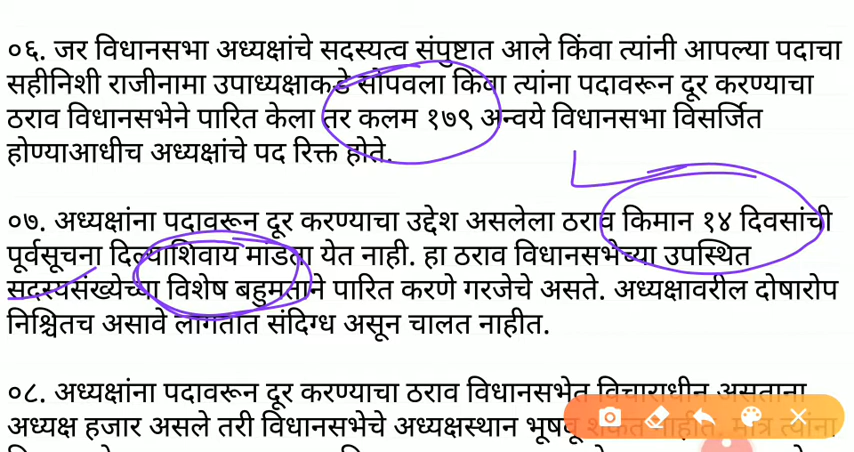 ०६. जर विधानसभा अध्यक्षांचे सदस्यत्व संपुष्टात आले किंवा त्यांनी आपल्या पदाचा
सहीनिशी राजीनामा उपाध्यक्षाकडे सोपवला किंवा त्यांना पदावरून दूर करण्याचा
ठराव विधानसभेने पारित केला तर कलम १७९ अन्वये विधानसभा विसर्जित
होण्याआधीच अध्यक्षांचे पद रिक्त होते.
०७. अध्यक्षांना पदावरून दूर करण्याचा उद्देश असलेला ठराव किमान १४ दिवसांची
पूर्वसूचना दिल्याशिवाय मांडता येत नाही. हा ठराव विधानसभेच्या उपस्थित
सदस्यसंख्येच्या विशेष बहुमताने पारित करणे गरजेचे असते. अध्यक्षावरील दोषारोप
निश्चितच असावे लागतात संदिग्ध असून चालत नाहीत.
०८. अध्यक्षांना पदावरून दूर करण्याचा ठराव विधानसभेत विचाराधीन असताना
अध्यक्ष हजार असले तरी विधानसभेचे अध्यक्षस्थान भूषवू शकत नाहीत. मात्र त्यांना